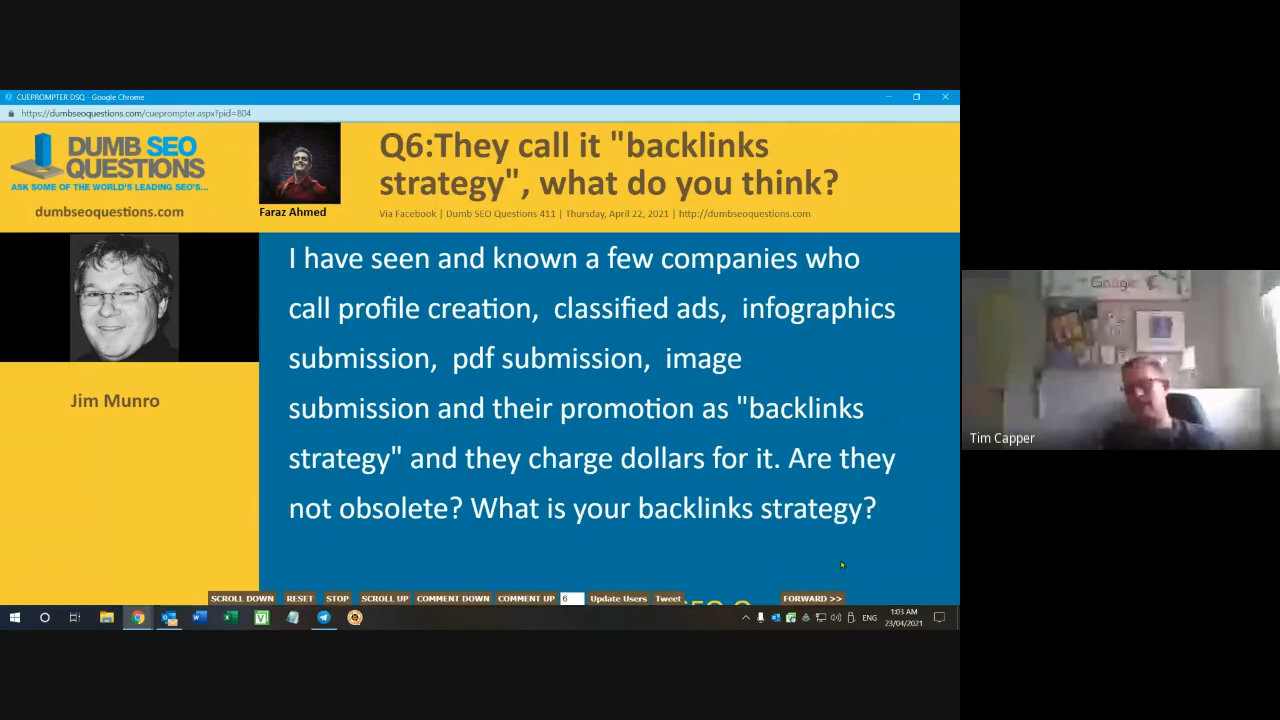 CUEPROMPTER DSQ - Google Chrome
https://dumbseoquestions.com/cueprompter.aspx?pid=804
DUMB SEO
QUESTIONS
ASK SOME OF THE WORLD'S LEADING SEO'S...
dumbseoquestions.com
Faraz Ahmed
Q6:They call it "backlinks
strategy", what do you think?
Via Facebook | Dumb SEO Questions 411 | Thursday, April 22, 2021 | http://dumbseoquestions.com
Jim Munro
I have seen and known a few companies who
call profile creation, classified ads, infographics
submission, pdf submission, image
submission and their promotion as "backlinks
strategy" and they charge dollars for it. Are they
not obsolete? What is your backlinks strategy?
Tim Capper
SCROLL DOWN RESET STOP SCROLL UP COMMENT DOWN COMMENT UP 6 Update Users Tweet FORWARD >>
ENG
1:03 AM
23/04/2021